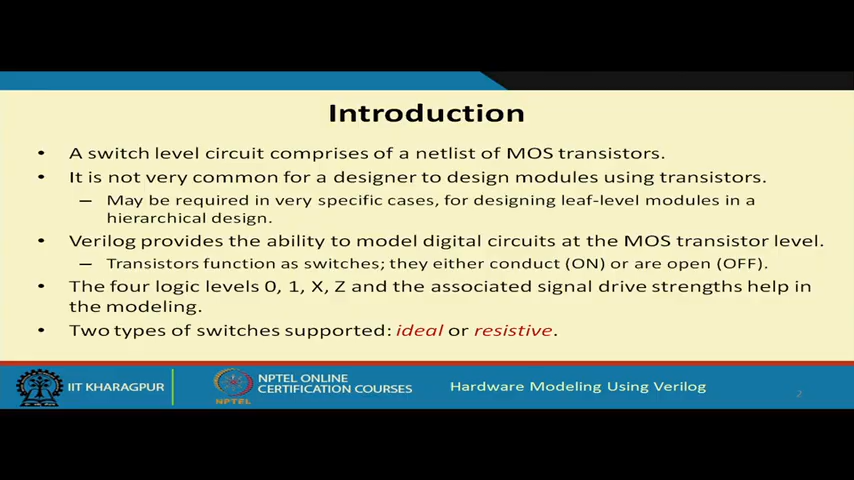 Introduction
• A switch level circuit comprises of a netlist of MOS transistors.
• It is not very common for a designer to design modules using transistors.
– May be required in very specific cases, for designing leaf-level modules in a
hierarchical design.
• Verilog provides the ability to model digital circuits at the MOS transistor level.
– Transistors function as switches; they either conduct (ON) or are open (OFF).
• The four logic levels 0, 1, X, Z and the associated signal drive strengths help in
the modeling.
• Two types of switches supported: ideal or resistive.
IIT KHARAGPUR
NPTEL
NPTEL ONLINE
CERTIFICATION COURSES
Hardware Modeling Using Verilog
2